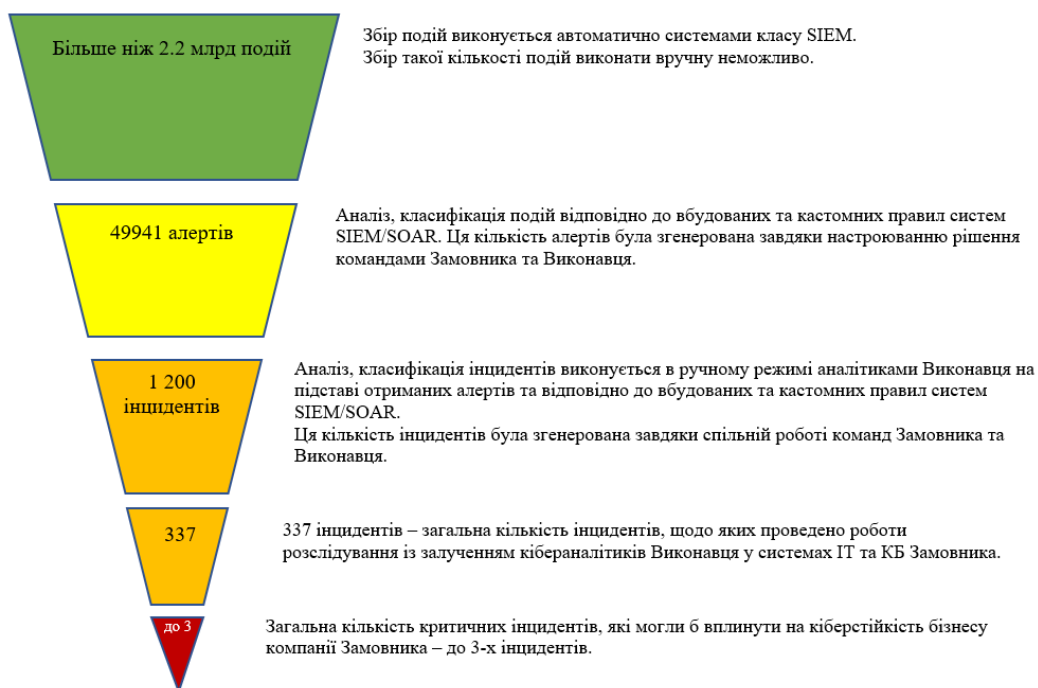 Більше ніж 2.2 млрд подій
Збір подій виконується автоматично системами класу SIEM.
Збір такої кількості подій виконати вручну неможливо.
49941 алертів
Аналіз, класифікація подій відповідно до вбудованих та кастомних правил систем
SIEM/SOAR. Ця кількість алертів була згенерована завдяки настроюванню рішення
командами Замовника та Виконавця.
1 200
інцидентів
Аналіз, класифікація інцидентів виконується в ручному режимі аналітиками Виконавця на
підставі отриманих алертів та відповідно до вбудованих та кастомних правил систем
SIEM/SOAR.
Ця кількість інцидентів була згенерована завдяки спільній роботі команд Замовника та
Виконавця.
337
337 інцидентів – загальна кількість інцидентів, щодо яких проведено роботи
розслідування із залученням кібераналітиків Виконавця у системах ІТ та КБ Замовника.
до 3
Загальна кількість критичних інцидентів, які могли б вплинути на кіберстійкість бізнесу
компанії Замовника – до 3-х інцидентів.